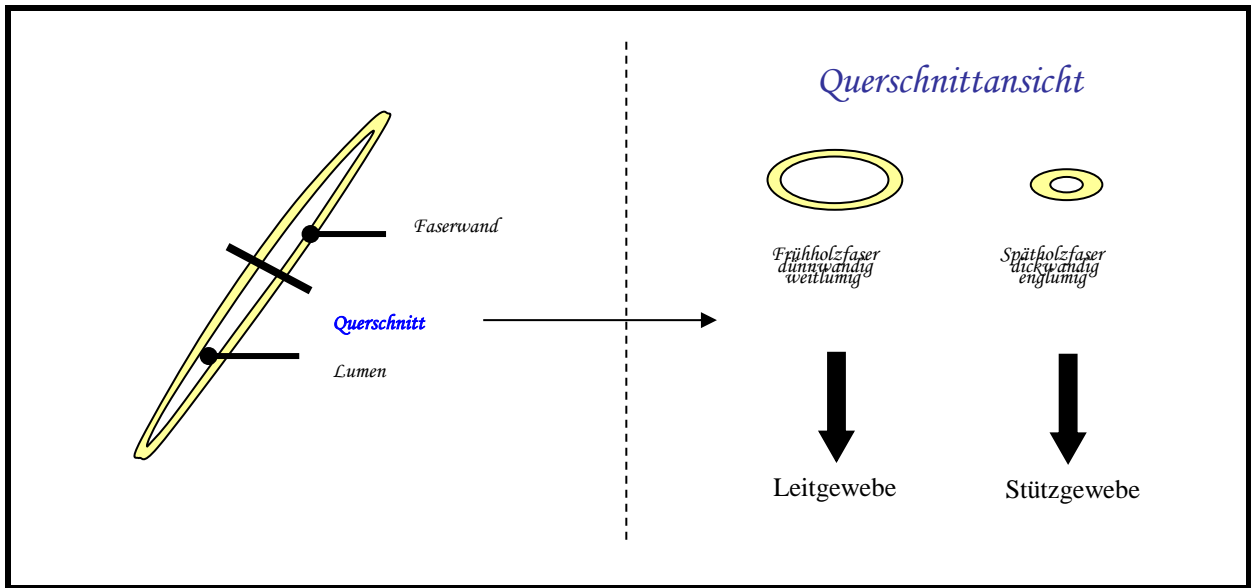 Querschnittansicht
Faserwand
Querschnitt
Lumen
Frühholzfaser
dünnwandig
weitlumig
Spätholzfaser
dickwandig
englumig
Leitgewebe
Stützgewebe